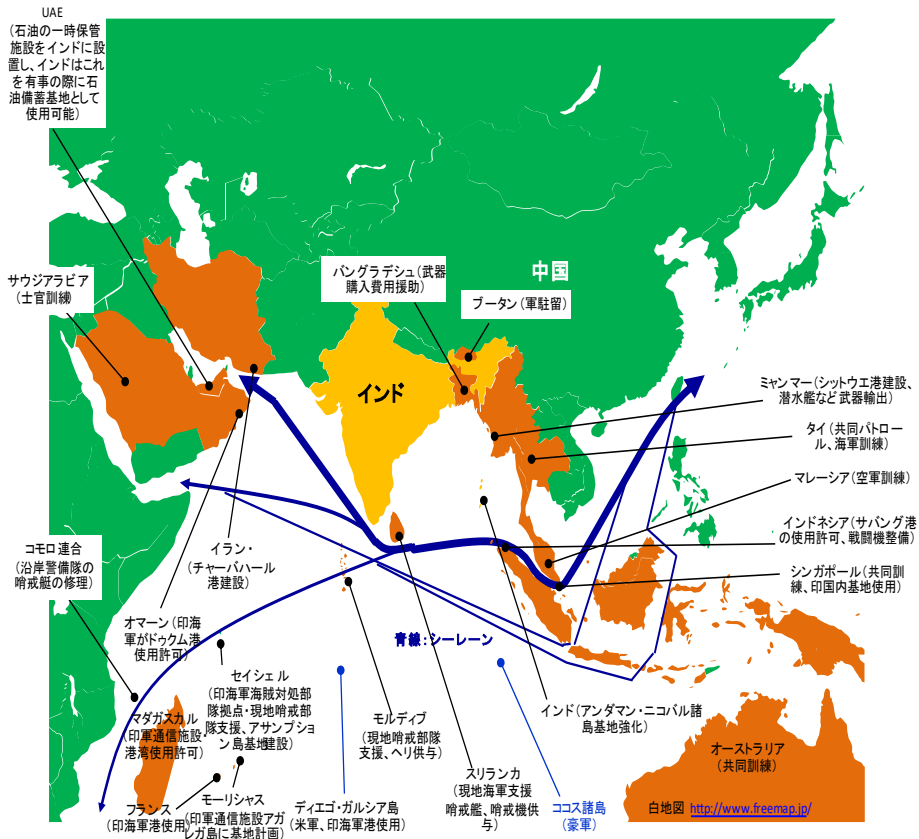 UAE
(石油の一時保管
施設をインドに設
置し、インドはこれ
を有事の際に石
油備蓄基地として
使用可能)
サウジアラビア
(士官訓練)
バングラデシュ(武器
購入費用援助)
中国
ブータン(軍駐留)
インド
ミャンマー(シットウエ港建設、
潜水艦など武器輸出)
タイ(共同パトロー
ル、海軍訓練)
マレーシア(空軍訓練)
インドネシア(サバング港
の使用許可、戦闘機整備)
シンガポール(共同訓
練、印国内基地使用)
コモロ連合
(沿岸警備隊の
哨戒艇の修理)
イラン・
(チャーバハール
港建設)
オマーン(印海
軍がドゥクム港
使用許可)
青線:シーレーン
セイシェル
(印海軍海賊対処部
隊拠点・現地哨戒部
隊支援、アサンプショ
ン島基地建設)
マダガスカル
(印軍通信施設・
港湾使用許可)
モルディブ
(現地哨戒部隊
支援、ヘリ供与)
インド(アンダマン・ニコバル諸
島基地強化)
オーストラリア
(共同訓練)
スリランカ
(現地海軍支援
哨戒艦、哨戒機供
与)
フランス
(印海軍港使用)
モーリシャス
(印軍通信施設アガ
レガ島に基地計画)
ディエゴ・ガルシア島
(米軍、印海軍港使用)
ココス諸島
(豪軍)
白地図 http://www.freemap.jp/